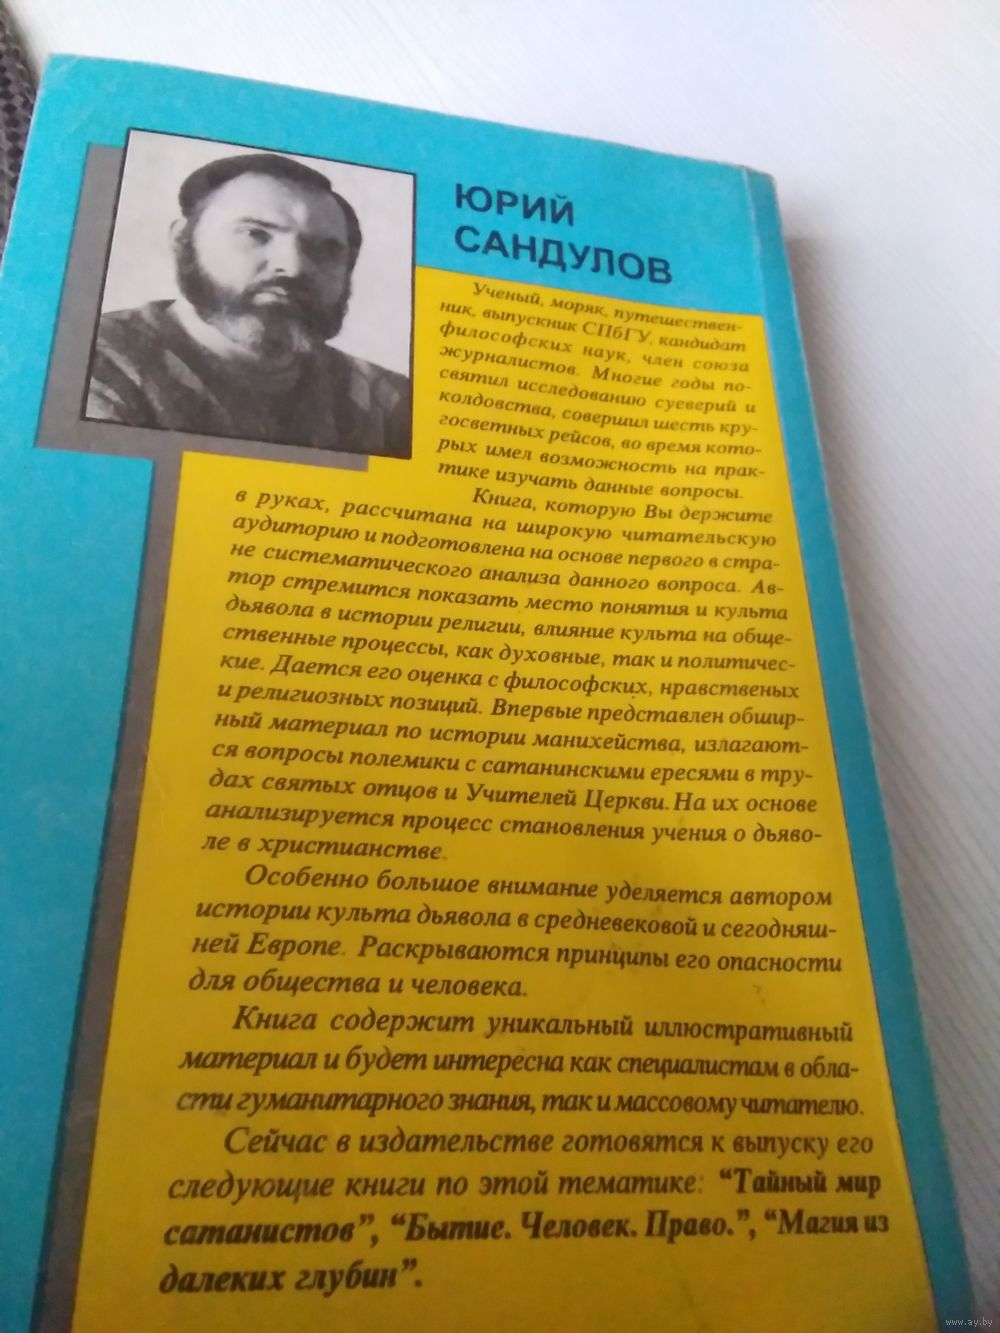 ЮРИЙ
САНДУЛОВ
Ученый, моряк, путешествен-
ник, выпускник СПбГУ, кандидат
философских наук, член союза
журналистов. Многие годы по-
святил исследованию суеверий и
колдовства, совершил шесть кру-
госветных рейсов, во время кото-
рых имел возможность на прак-
тике изучать данные вопросы.
Книга, которую Вы держите
в руках, рассчитана на широкую читательскую
аудиторию и подготовлена на основе первого в стра-
не систематического анализа данного вопроса. Ав-
тор стремится показать место понятия и культа
дьявола в истории религии, влияние культа на обще-
ственные процессы, как духовные, так и политичес-
кие. Дается его оценка с философских, нравственых
и религиозных позиций. Впервые представлен обшир-
ный материал по истории манихейства, излагают-
ся вопросы полемики с сатанинскими ересями в тру-
дах святых отцов и Учителей Церкви. На их основе
анализируется процесс становления учения о дьяво-
ле в христианстве.
Особенно большое внимание уделяется автором
истории культа дьявола в средневековой и сегодняш-
ней Европе. Раскрываются принципы его опасности
для общества и человека.
Книга содержит уникальный иллюстративный
материал и будет интересна как специалистам в обла-
сти гуманитарного знания, так и массовому читателю.
Сейчас в издательстве готовятся к выпуску его
следующие книги по этой тематике: “Тайный мир
сатанистов”, “Бытие. Человек. Право.”, “Магия из
далеких глубин”.
www.ay.by